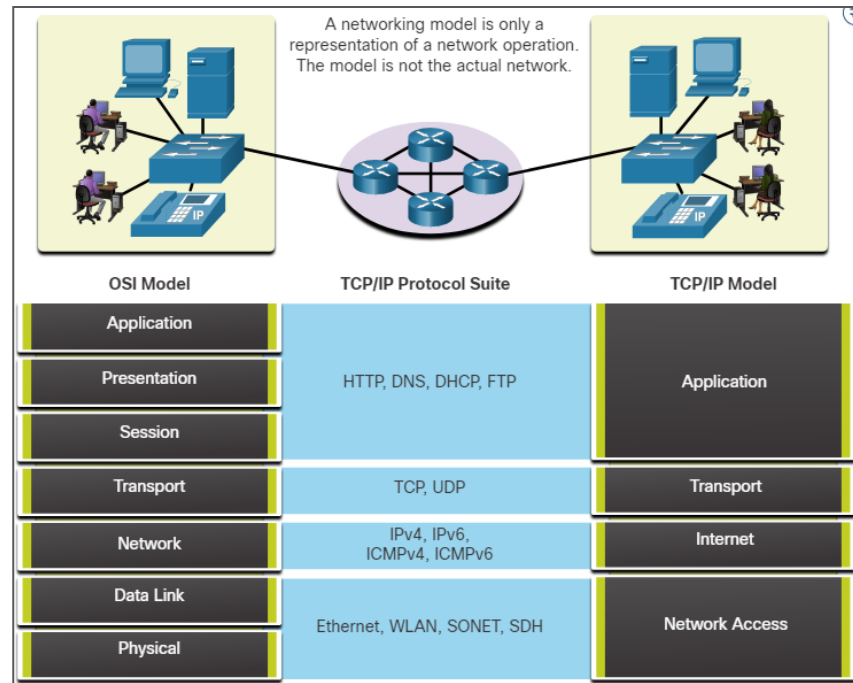 A networking model is only a
representation of a network operation.
The model is not the actual network.
IP
IP
OSI Model
TCP/IP Protocol Suite
TCP/IP Model
Application
Presentation
Session
Transport
Network
Data Link
Physical
HTTP, DNS, DHCP, FTP
TCP, UDP
IPv4, IPv6,
ICMPv4, ICMPv6
Ethernet, WLAN, SONET, SDH
Application
Transport
Internet
Network Access